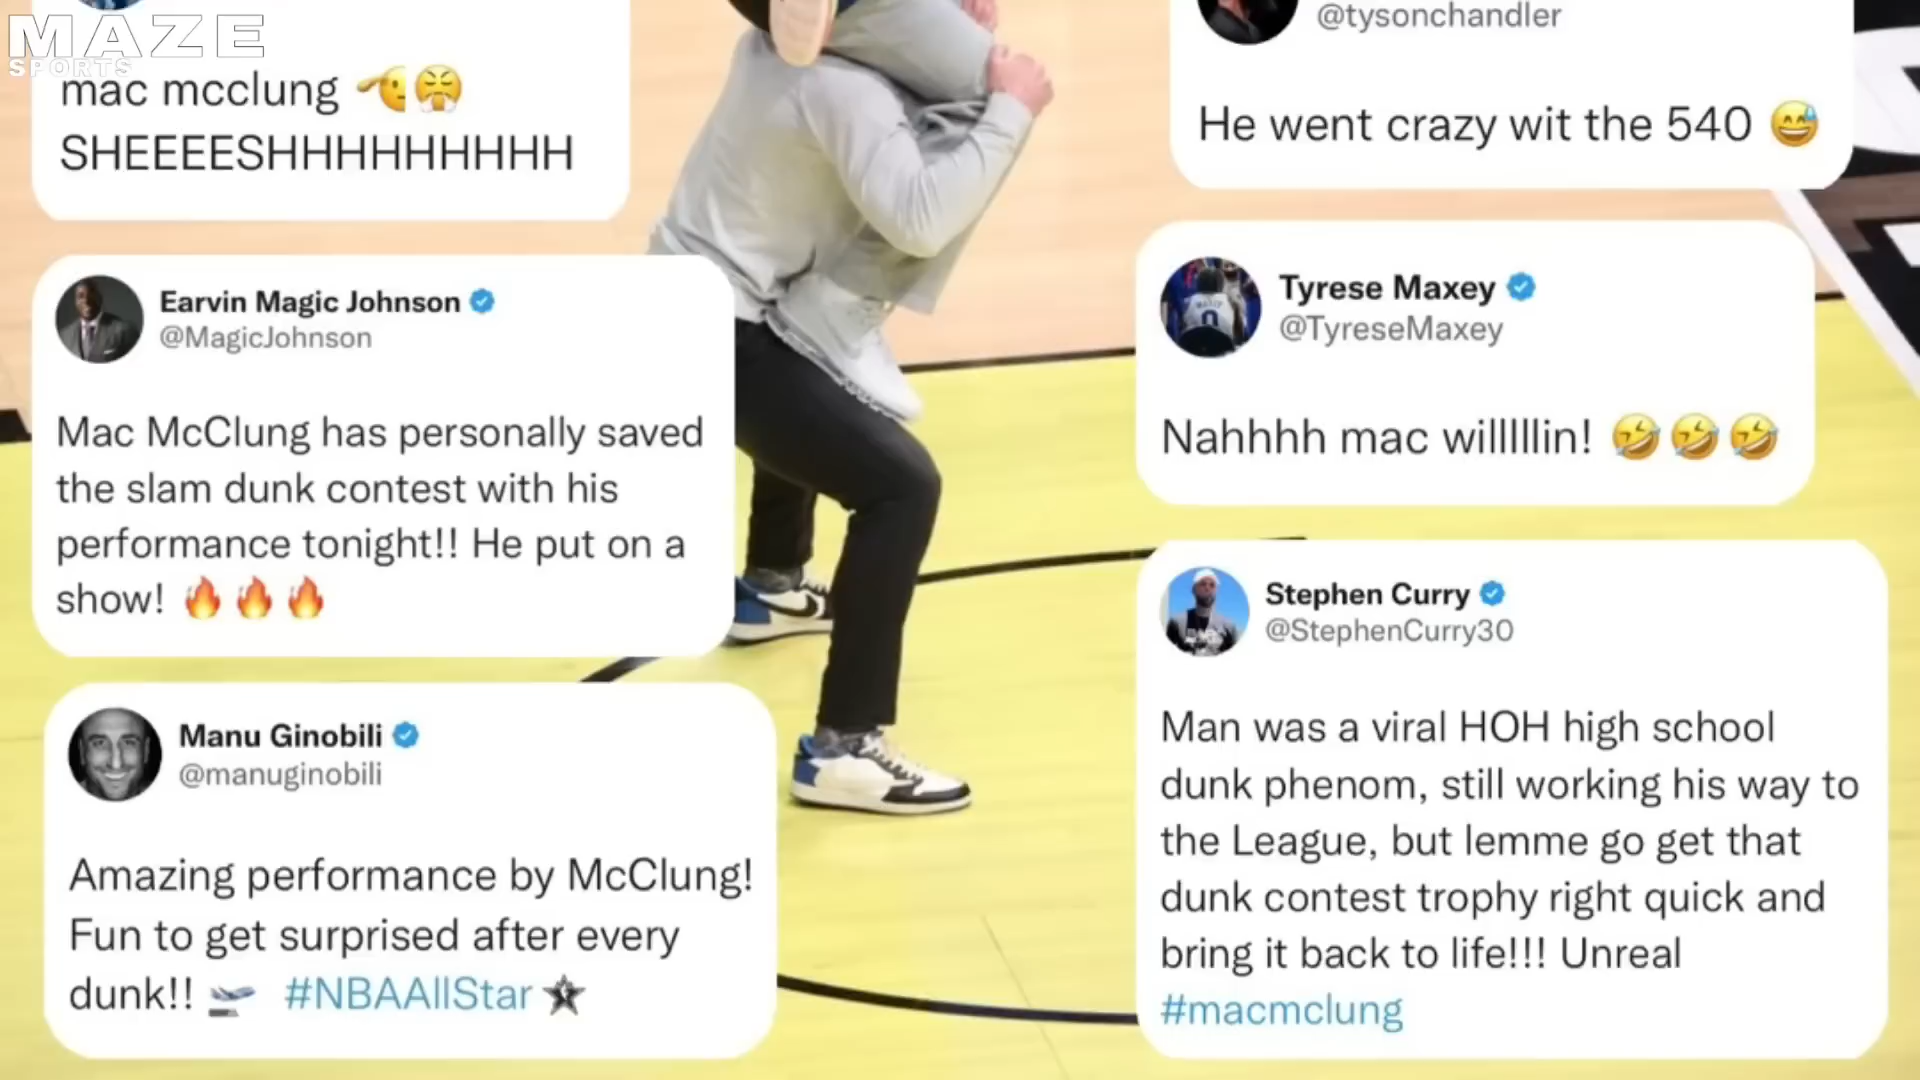 MAZE
SPORTS
mac mcclung 🫡😤
SHEEEESHHHHHHHHH
Earvin Magic Johnson
@MagicJohnson
Mac McClung has personally saved
the slam dunk contest with his
performance tonight!! He put on a
show! 🔥🔥🔥
Manu Ginobili
@manuginobili
Amazing performance by McClung!
Fun to get surprised after every
dunk!! 🛫 #NBAAllStar
@tysonchandler
He went crazy wit the 540 😅
Tyrese Maxey
@TyreseMaxey
Nahhhh mac willlllin! 🤣🤣🤣
Stephen Curry
@StephenCurry30
Man was a viral HOH high school
dunk phenom, still working his way to
the League, but lemme go get that
dunk contest trophy right quick and
bring it back to life!!! Unreal
#macmclung